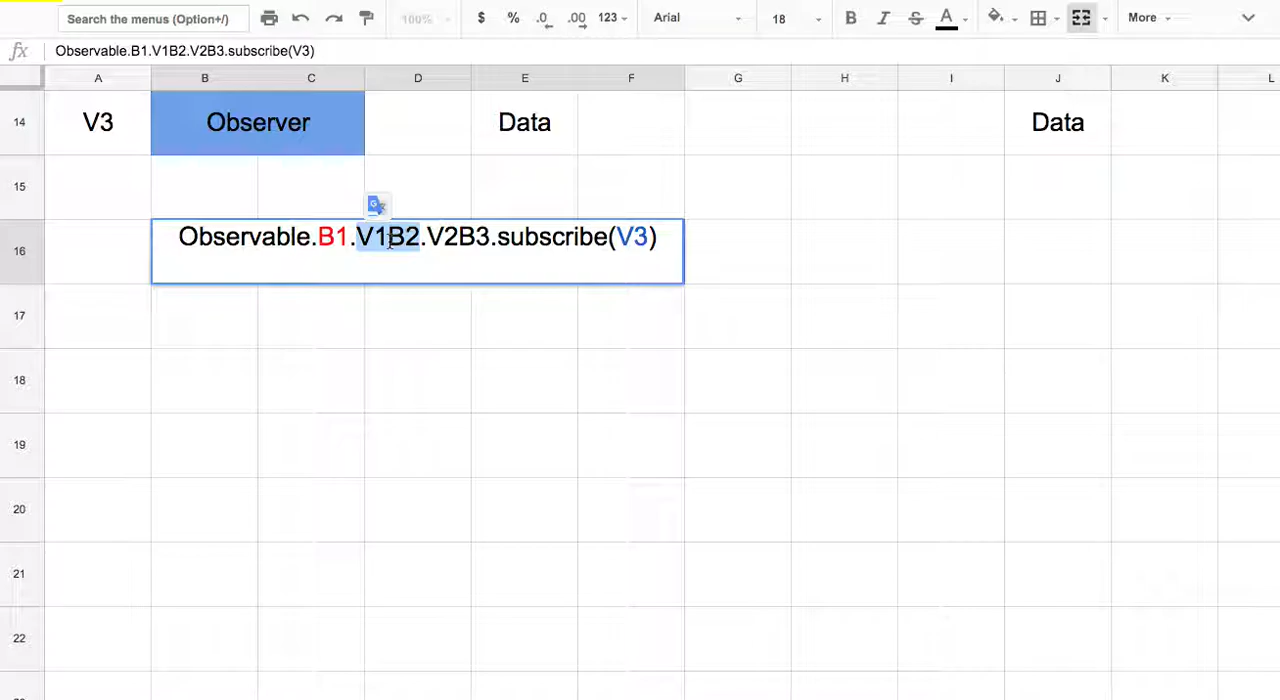 Search the menus (Option+/) 100% $ % .0 .00 123 Arial 18 B I S A More
fx Observable.B1.V1B2.V2B3.subscribe(V3)
A B C D E F G H I J K L
14 V3 Observer Data Data
15
16 Observable.B1.V1B2.V2B3.subscribe(V3)
17
18
19
20
21
22